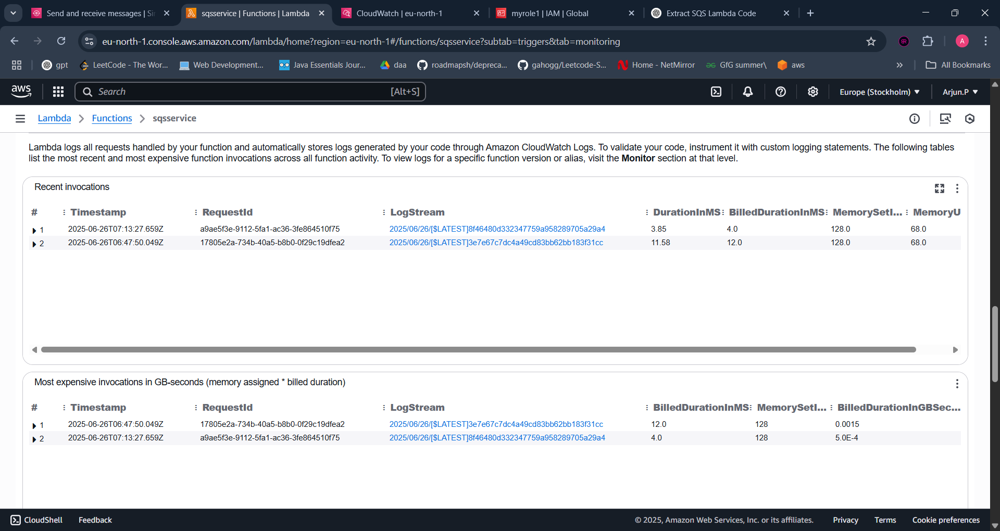 Send and receive messages | Sir
sqsservice | Functions | Lambda
CloudWatch | eu-north-1
myrole1 | IAM | Global
Extract SQS Lambda Code
eu-north-1.console.aws.amazon.com/lambda/home?region=eu-north-1#/functions/sqsservice?subtab=triggers&tab=monitoring
A
gpt
LeetCode - The Wor...
Web Development...
Java Essentials Jour...
daa
roadmapsh/depreca...
gahogg/Leetcode-S...
Home - NetMirror
GfG summer\
aws
All Bookmarks
aws
Search
[Alt+S]
Europe (Stockholm)
Arjun.P
Lambda
Functions
sqsservice
Lambda logs all requests handled by your function and automatically stores logs generated by your code through Amazon CloudWatch Logs. To validate your code, instrument it with custom logging statements. The following tables
list the most recent and most expensive function invocations across all function activity. To view logs for a specific function version or alias, visit the Monitor section at that level.
Recent invocations
# Timestamp RequestId LogStream DurationInMS BilledDurationInMS MemorySetI... MemoryU
1 2025-06-26T07:13:27.659Z a9ae5f3e-9112-5fa1-ac36-3fe864510f75 2025/06/26/[$LATEST]8f46480d332347759a958289705a29a4 3.85 4.0 128.0 68.0
2 2025-06-26T06:47:50.049Z 17805e2a-734b-40a5-b8b0-0f29c19dfea2 2025/06/26/[$LATEST]3e7e67c7dc4a49cd83bb62bb183f31cc 11.58 12.0 128.0 68.0
Most expensive invocations in GB-seconds (memory assigned * billed duration)
# Timestamp RequestId LogStream BilledDurationInMS MemorySetI... BilledDurationInGBSec...
1 2025-06-26T06:47:50.049Z 17805e2a-734b-40a5-b8b0-0f29c19dfea2 2025/06/26/[$LATEST]3e7e67c7dc4a49cd83bb62bb183f31cc 12.0 128 0.0015
2 2025-06-26T07:13:27.659Z a9ae5f3e-9112-5fa1-ac36-3fe864510f75 2025/06/26/[$LATEST]8f46480d332347759a958289705a29a4 4.0 128 5.0E-4
CloudShell
Feedback
© 2025, Amazon Web Services, Inc. or its affiliates.
Privacy
Terms
Cookie preferences